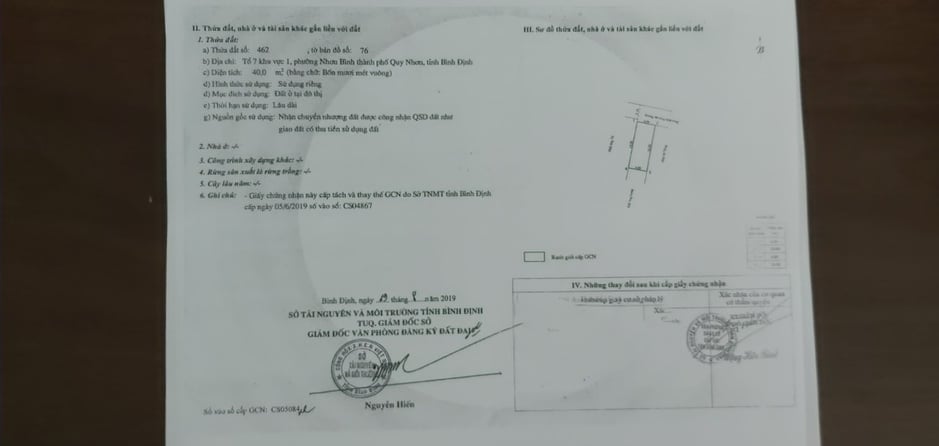 II. Thửa đất, nhà ở và tài sản khác gắn liền với đất
1. Thửa đất:
a) Thửa đất số: 462 , tờ bản đồ số: 76
b) Địa chỉ: Tổ 7 khu vực 1, phường Nhơn Bình thành phố Quy Nhơn, tỉnh Bình Định
c) Diện tích: 40,0 m² (bằng chữ: Bốn mươi mét vuông)
d) Hình thức sử dụng: Sử dụng riêng
đ) Mục đích sử dụng: Đất ở tại đô thị
e) Thời hạn sử dụng: Lâu dài
g) Nguồn gốc sử dụng: Nhận chuyển nhượng đất được công nhận QSD đất như
giao đất có thu tiền sử dụng đất
2. Nhà ở: -/-
3. Công trình xây dựng khác: -/-
4. Rừng sản xuất là rừng trồng: -/-
5. Cây lâu năm: -/-
6. Ghi chú: - Giấy chứng nhận này cấp tách và thay thế GCN do Sở TNMT tỉnh Bình Định
cấp ngày 05/6/2019 số vào sổ: CS04867
Bình Định, ngày 19 tháng 8 năm 2019
SỞ TÀI NGUYÊN VÀ MÔI TRƯỜNG TỈNH BÌNH ĐỊNH
TUQ. GIÁM ĐỐC SỞ
GIÁM ĐỐC VĂN PHÒNG ĐĂNG KÝ ĐẤT ĐAI
SỞ
TÀI NGUYÊN
VÀ MÔI TRƯỜNG
Nguyễn Hiến
Số vào sổ cấp GCN: CS05084
III. Sơ đồ thửa đất, nhà ở và tài sản khác gắn liền với đất
B
Ranh giới cấp GCN
IV. Những thay đổi sau khi cấp giấy chứng nhận
Xác nhận của cơ quan
có thẩm quyền